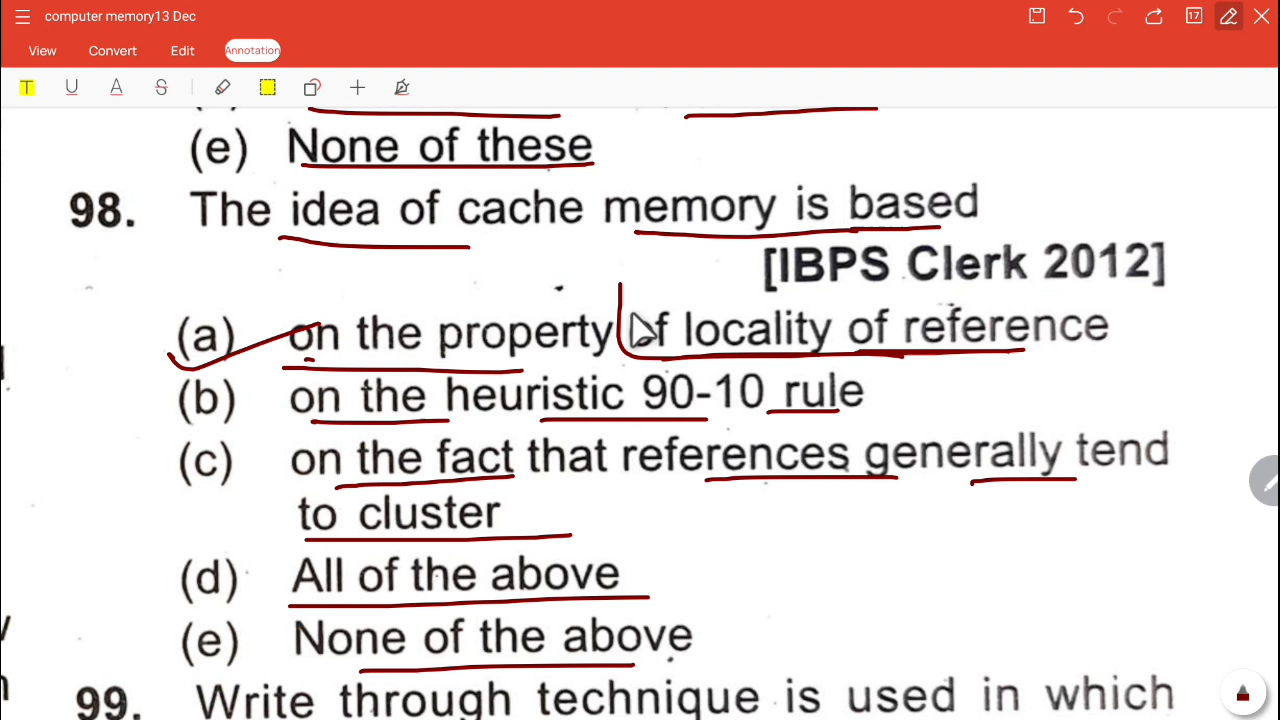 computer memory13 Dec
17
View Convert Edit Annotation
T U A S
(e) None of these
98. The idea of cache memory is based
[IBPS Clerk 2012]
(a) on the property of locality of reference
(b) on the heuristic 90-10 rule
(c) on the fact that references generally tend
to cluster
(d) All of the above
(e) None of the above
99. Write through technique is used in which